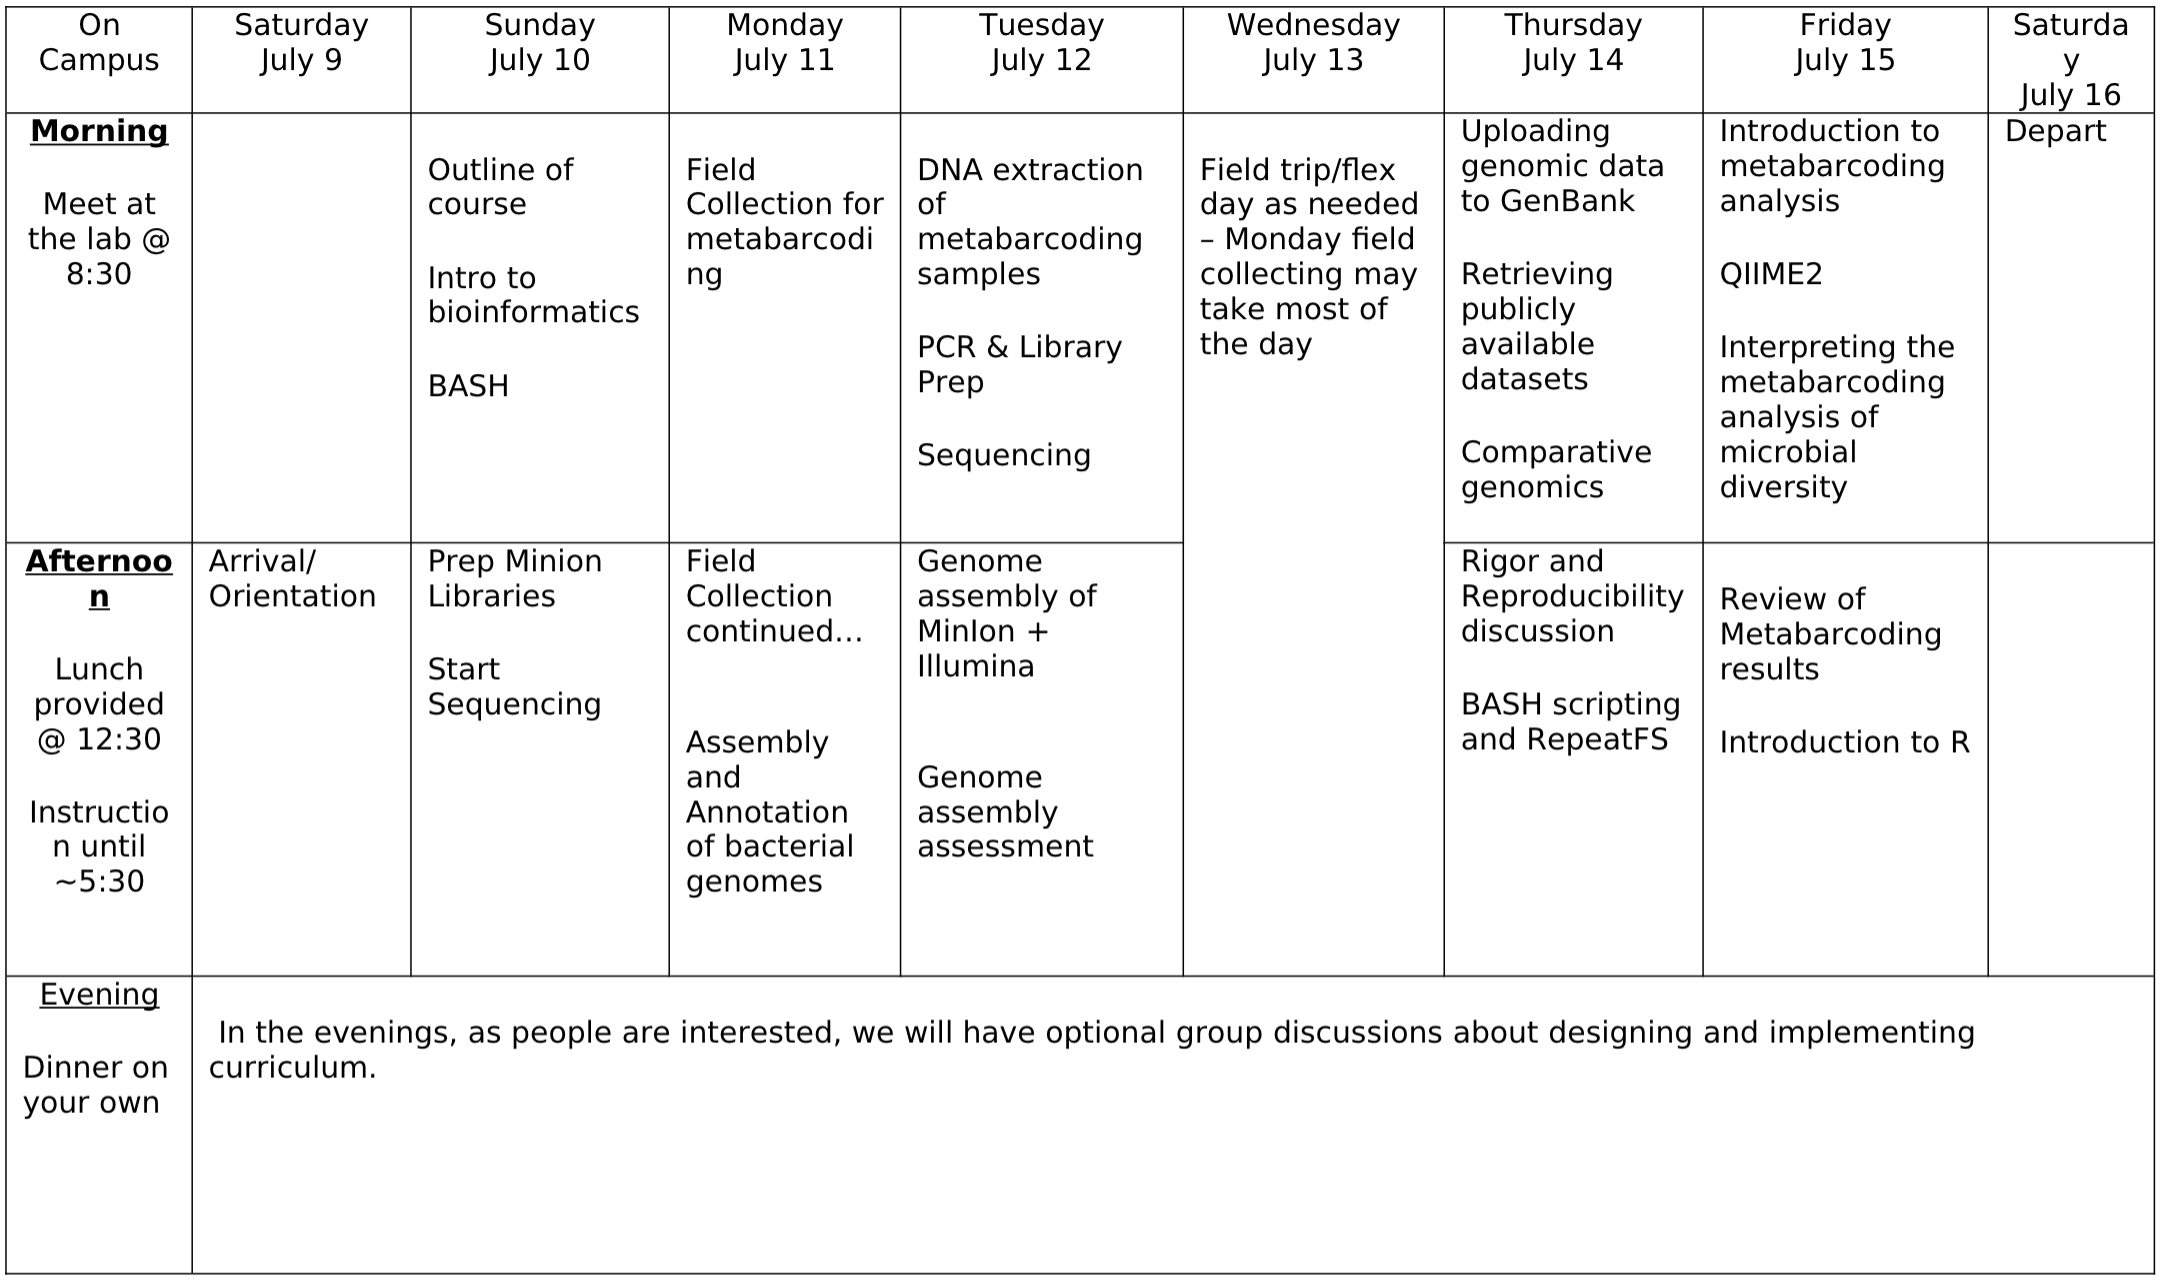 On
Campus
Saturday
July 9
Sunday
July 10
Monday
July 11
Tuesday
July 12
Wednesday
July 13
Thursday
July 14
Friday
July 15
Saturda
y
July 16
Morning
Meet at
the lab @
8:30
Outline of
course
Intro to
bioinformatics
BASH
Field
Collection for
metabarcodi
ng
DNA extraction
of
metabarcoding
samples
PCR & Library
Prep
Sequencing
Field trip/flex
day as needed
– Monday field
collecting may
take most of
the day
Uploading
genomic data
to GenBank
Retrieving
publicly
available
datasets
Comparative
genomics
Introduction to
metabarcoding
analysis
QIIME2
Interpreting the
metabarcoding
analysis of
microbial
diversity
Depart
Afternoo
n
Lunch
provided
@ 12:30
Instructio
n until
~5:30
Arrival/
Orientation
Prep Minion
Libraries
Start
Sequencing
Field
Collection
continued...
Assembly
and
Annotation
of bacterial
genomes
Genome
assembly of
MinIon +
Illumina
Genome
assembly
assessment
Rigor and
Reproducibility
discussion
BASH scripting
and RepeatFS
Review of
Metabarcoding
results
Introduction to R
Evening
Dinner on
your own
In the evenings, as people are interested, we will have optional group discussions about designing and implementing
curriculum.